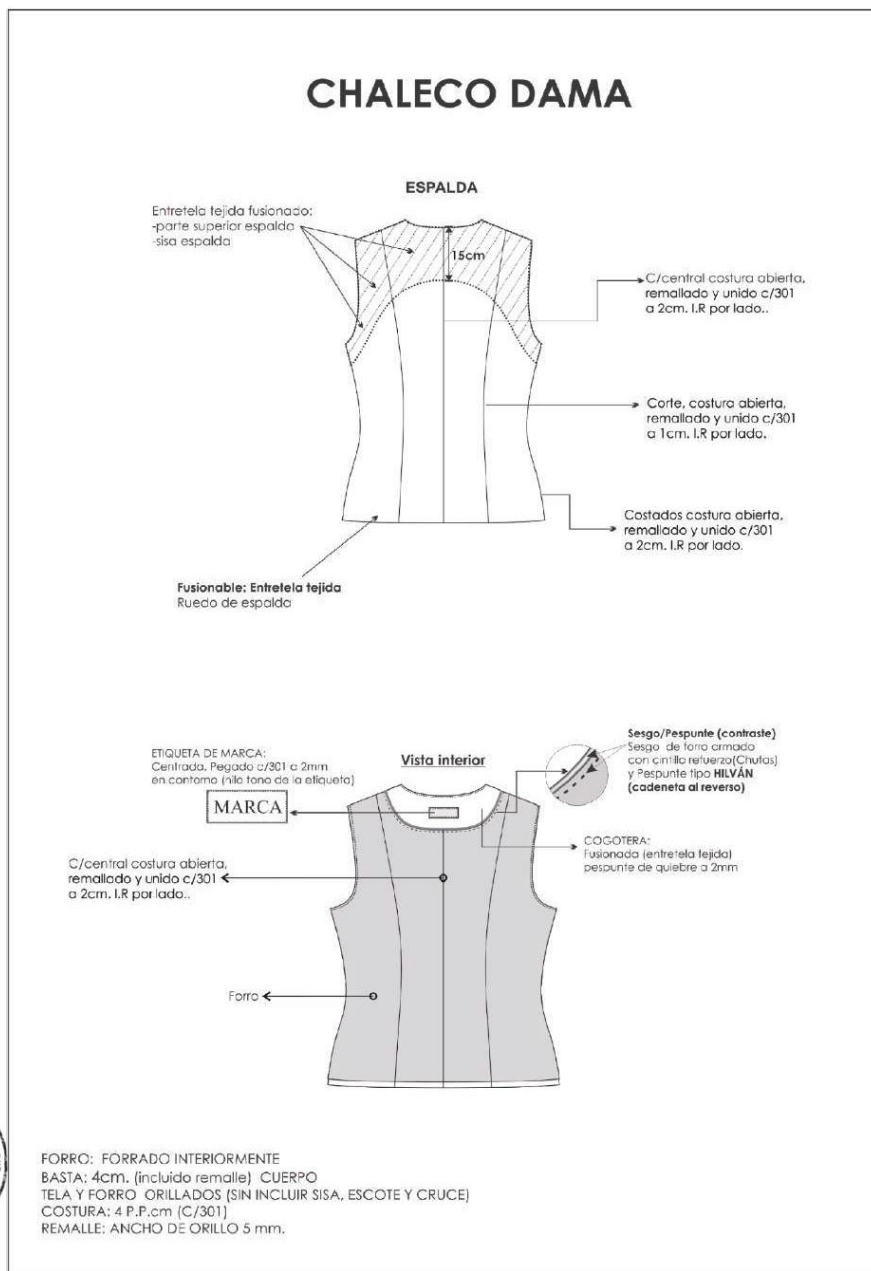 CHALECO DAMA
ESPALDA
Entretela tejida fusionado:
-parte superior espalda
-sisa espalda
15cm
C/central costura abierta,
remallado y unido c/301
a 2cm. I.R por lado..
Corte, costura abierta,
remallado y unido c/301
a 1cm. I.R por lado.
Costados costura abierta,
remallado y unido c/301
a 2cm. I.R por lado.
Fusionable: Entretela tejida
Ruedo de espalda
Sesgo/Pespunte (contraste)
Sesgo de forro armado
con cintillo refuerzo(Chutas)
y Pespunte tipo HILVÁN
(cadeneta al reverso)
ETIQUETA DE MARCA:
Centrada. Pegado c/301 a 2mm
en contorno (hilo tono de la etiqueta)
Vista interior
MARCA
COGOTERA:
Fusionada (entretela tejida)
pespunte de quiebre a 2mm
C/central costura abierta,
remallado y unido c/301
a 2cm. I.R por lado..
Forro
FORRO: FORRADO INTERIORMENTE
BASTA: 4cm. (incluido remalle) CUERPO
TELA Y FORRO ORILLADOS (SIN INCLUIR SISA, ESCOTE Y CRUCE)
COSTURA: 4 P.P.cm (C/301)
REMALLE: ANCHO DE ORILLO 5 mm.